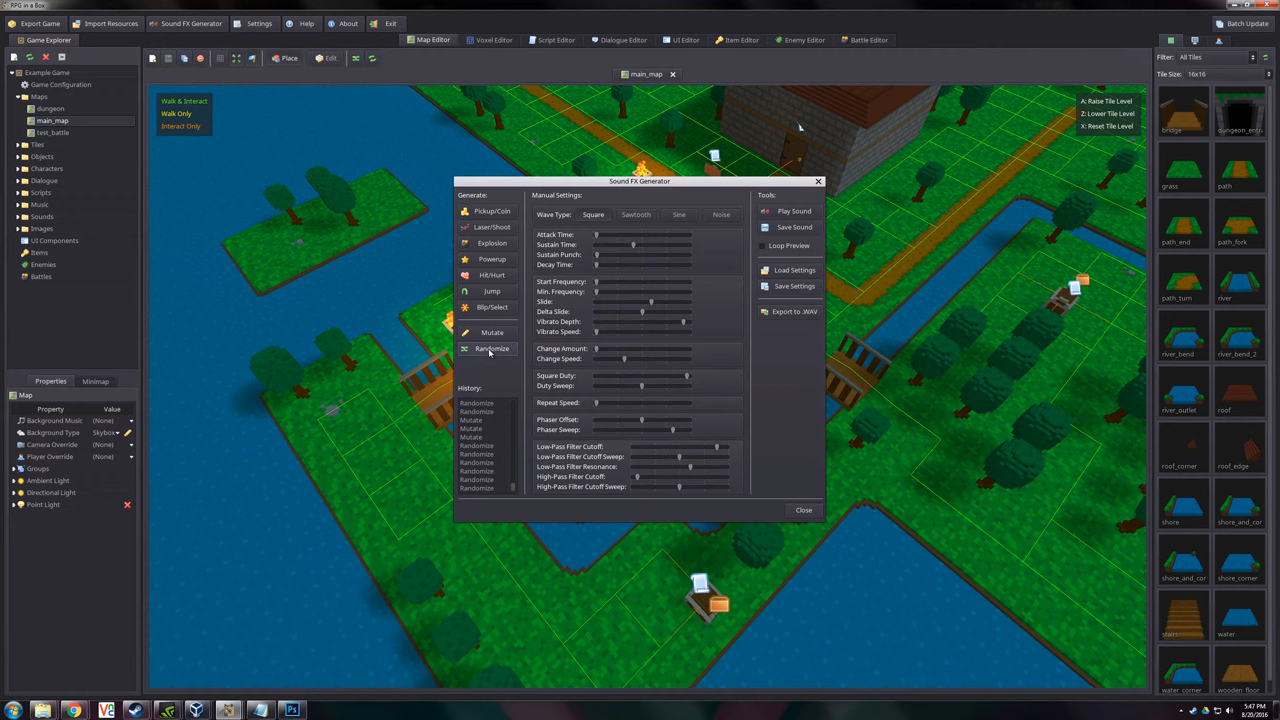 RPG in a Box
Export Game
Import Resources
Sound FX Generator
Settings
Help
About
Exit
Batch Update
Game Explorer
Map Editor
Voxel Editor
Script Editor
Dialogue Editor
UI Editor
Item Editor
Enemy Editor
Battle Editor
Place
Edit
main_map
Example Game
Game Configuration
Maps
dungeon
main_map
test_battle
Tiles
Objects
Characters
Dialogue
Scripts
Music
Sounds
Images
UI Components
Items
Enemies
Battles
Properties
Minimap
Map
Property
Value
Background Music
(None)
Background Type
Skybox
Camera Override
(None)
Player Override
(None)
Groups
Ambient Light
Directional Light
Point Light
Walk & Interact
Walk Only
Interact Only
A: Raise Tile Level
Z: Lower Tile Level
X: Reset Tile Level
Sound FX Generator
Generate:
Pickup/Coin
Laser/Shoot
Explosion
Powerup
Hit/Hurt
Jump
Blip/Select
Mutate
Randomize
History:
Randomize
Randomize
Mutate
Mutate
Mutate
Randomize
Randomize
Randomize
Randomize
Randomize
Randomize
Manual Settings:
Wave Type:
Square
Sawtooth
Sine
Noise
Attack Time:
Sustain Time:
Sustain Punch:
Decay Time:
Start Frequency:
Min. Frequency:
Slide:
Delta Slide:
Vibrato Depth:
Vibrato Speed:
Change Amount:
Change Speed:
Square Duty:
Duty Sweep:
Repeat Speed:
Phaser Offset:
Phaser Sweep:
Low-Pass Filter Cutoff:
Low-Pass Filter Cutoff Sweep:
Low-Pass Filter Resonance:
High-Pass Filter Cutoff:
High-Pass Filter Cutoff Sweep:
Tools:
Play Sound
Save Sound
Loop Preview
Load Settings
Save Settings
Export to .WAV
Close
Filter:
All Tiles
Tile Size:
16x16
bridge
dungeon_entr
grass
path
path_end
path_fork
path_turn
river
river_bend
river_bend_2
river_outlet
roof
roof_corner
roof_edge
shore
shore_and_cor
shore_and_cor
shore_corner
stairs
water
water_corner
wooden_floor
5:47 PM
8/20/2016